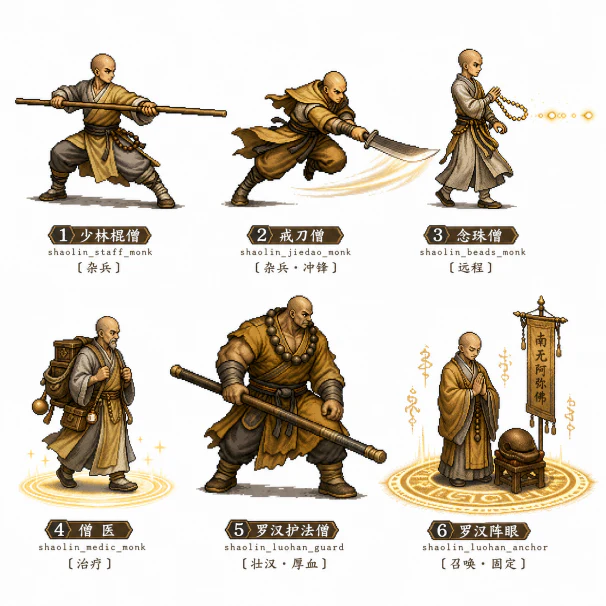 1 少林棍僧
shaolin_staff_monk
〔杂兵〕
2 戒刀僧
shaolin_jiedao_monk
〔杂兵·冲锋〕
3 念珠僧
shaolin_beads_monk
〔远程〕
南无阿弥佛
4 僧 医
shaolin_medic_monk
〔治疗〕
5 罗汉护法僧
shaolin_luohan_guard
〔壮汉·厚血〕
6 罗汉阵眼
shaolin_luohan_anchor
〔召唤·固定〕